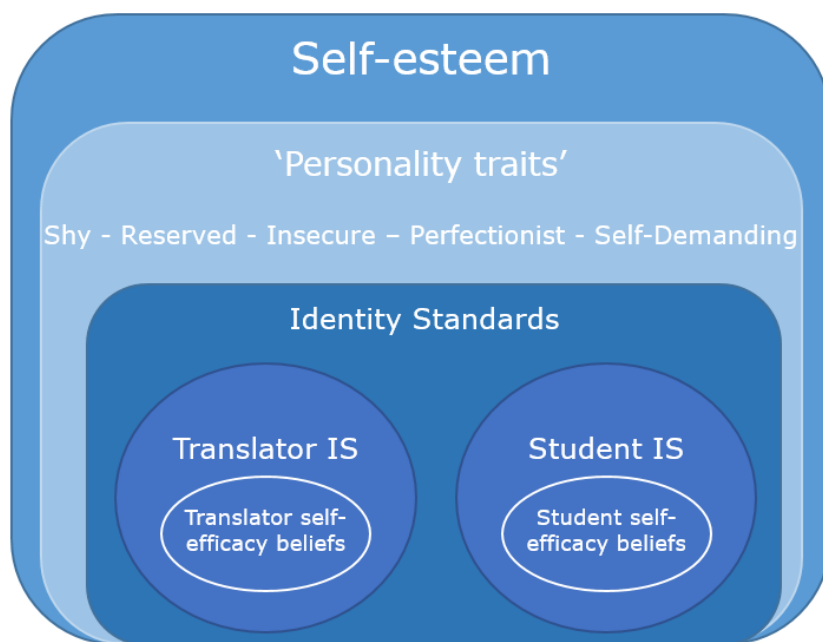 Self-esteem
‘Personality traits’
Shy - Reserved - Insecure – Perfectionist - Self-Demanding
Identity Standards
Translator IS
Translator self-
efficacy beliefs
Student IS
Student self-
efficacy beliefs